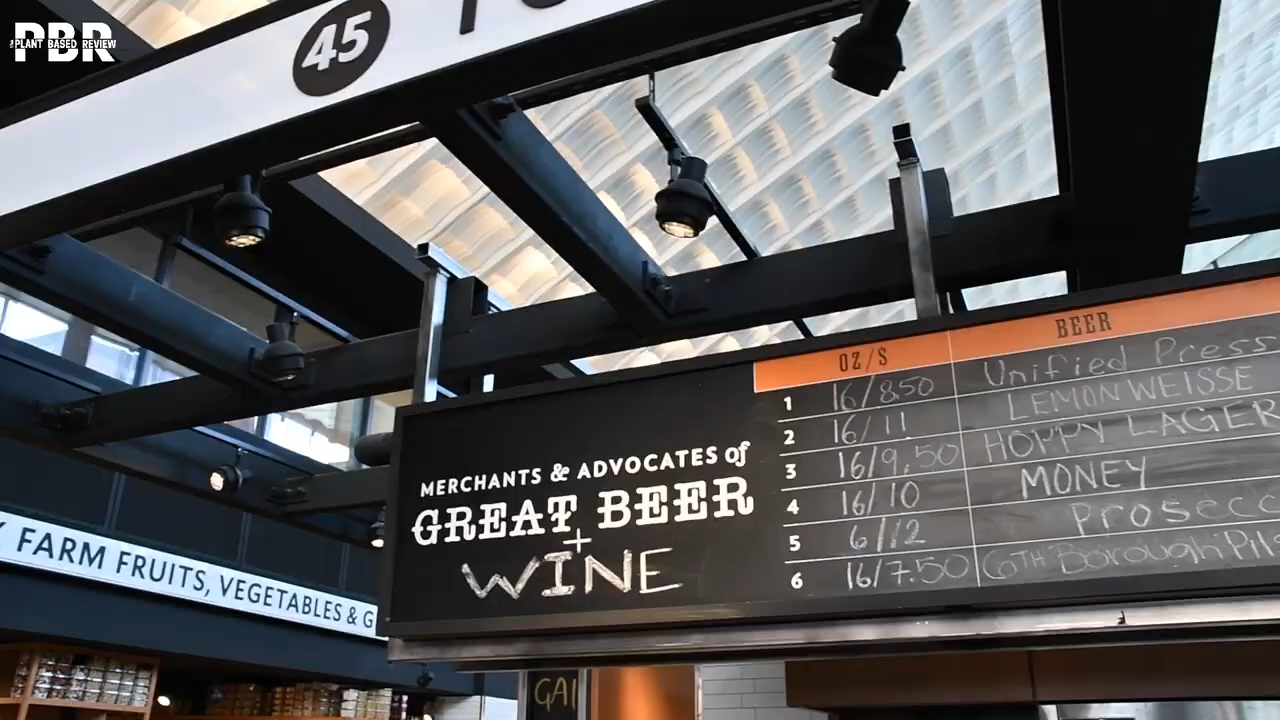 PBR
THE PLANT BASED REVIEW
45
FARM FRUITS, VEGETABLES & G
MERCHANTS & ADVOCATES of
GREAT BEER
+
WINE
OZ/$ BEER
1 16/8.50 Unified Press
2 16/11 LEMON WEISSE
3 16/9.50 HOPPY LAGER
4 16/10 MONEY
5 6/12 Prosecc
6 16/7.50 6TH Borough Pils
GAI